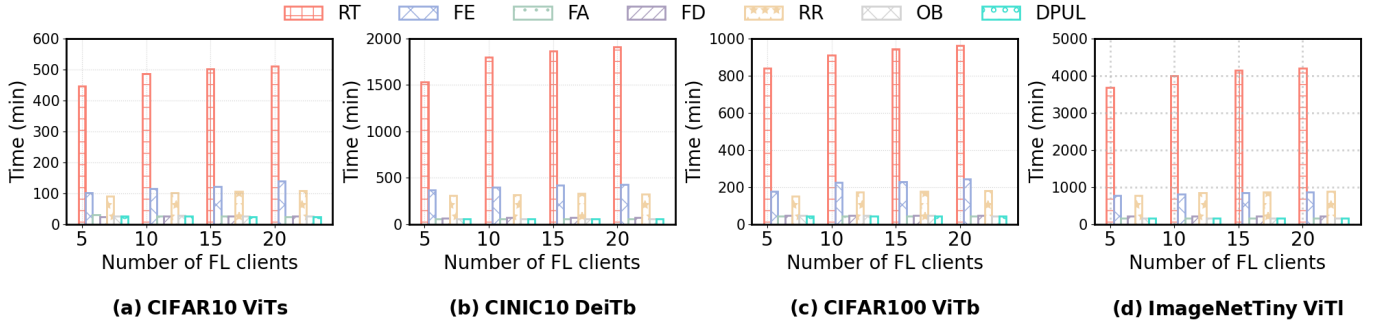 RT FE FA FD RR OB DPUL
600
500
400
300
200
100
0
Time (min)
5 10 15 20
Number of FL clients
(a) CIFAR10 ViTs
2000
1500
1000
500
0
Time (min)
5 10 15 20
Number of FL clients
(b) CINIC10 DeiTb
1000
800
600
400
200
0
Time (min)
5 10 15 20
Number of FL clients
(c) CIFAR100 ViTb
5000
4000
3000
2000
1000
0
Time (min)
5 10 15 20
Number of FL clients
(d) ImageNetTiny ViTl